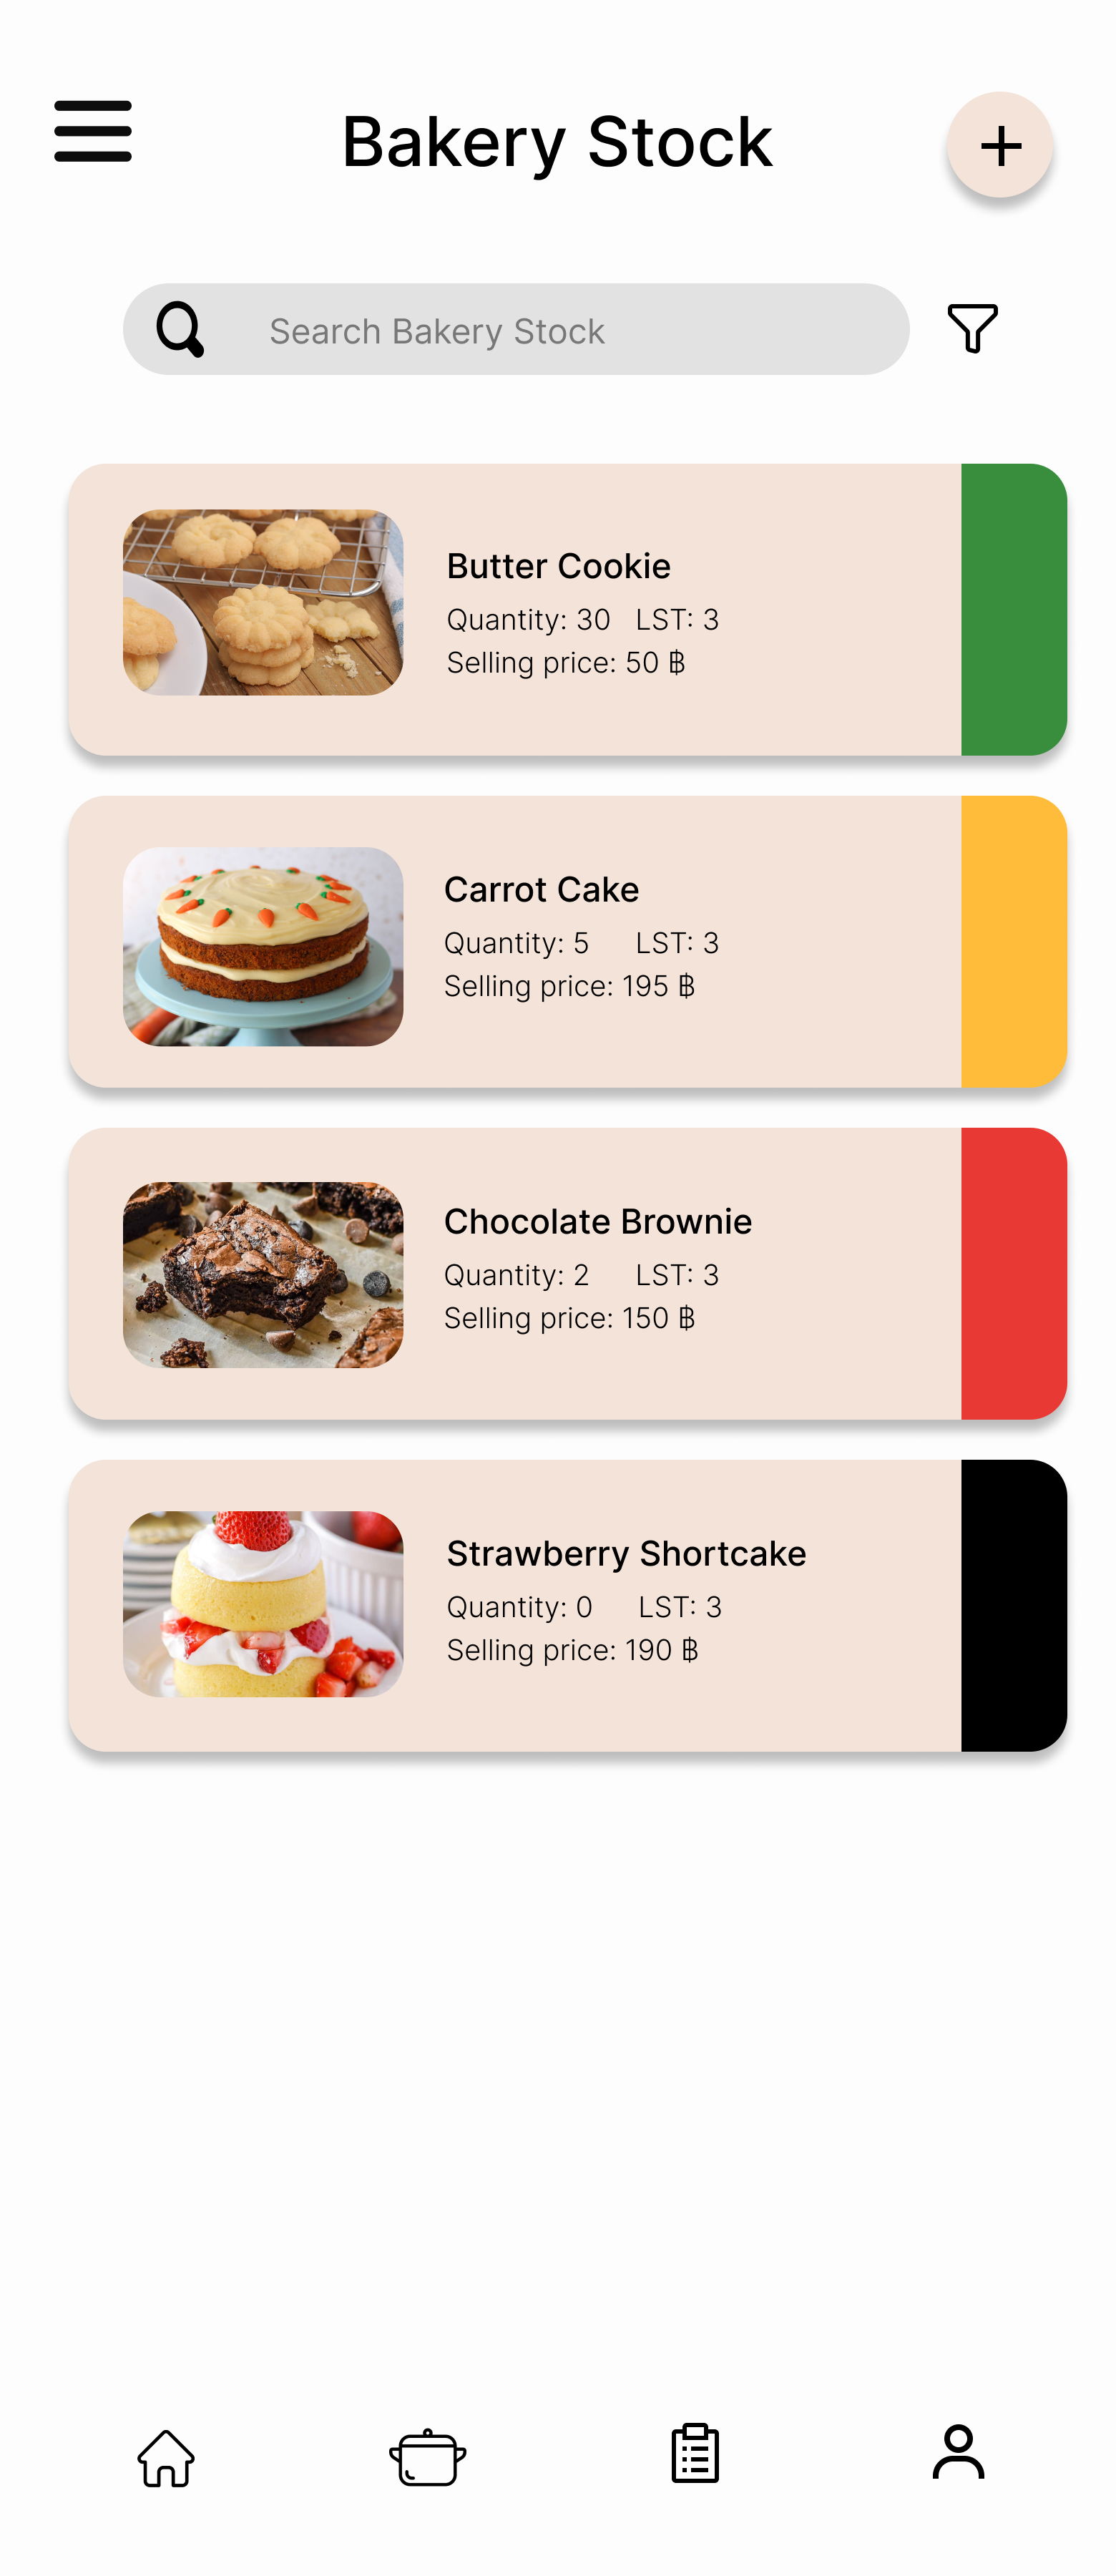 Bakery Stock
Search Bakery Stock
Butter Cookie
Quantity: 30 LST: 3
Selling price: 50 ฿
Carrot Cake
Quantity: 5 LST: 3
Selling price: 195 ฿
Chocolate Brownie
Quantity: 2 LST: 3
Selling price: 150 ฿
Strawberry Shortcake
Quantity: 0 LST: 3
Selling price: 190 ฿